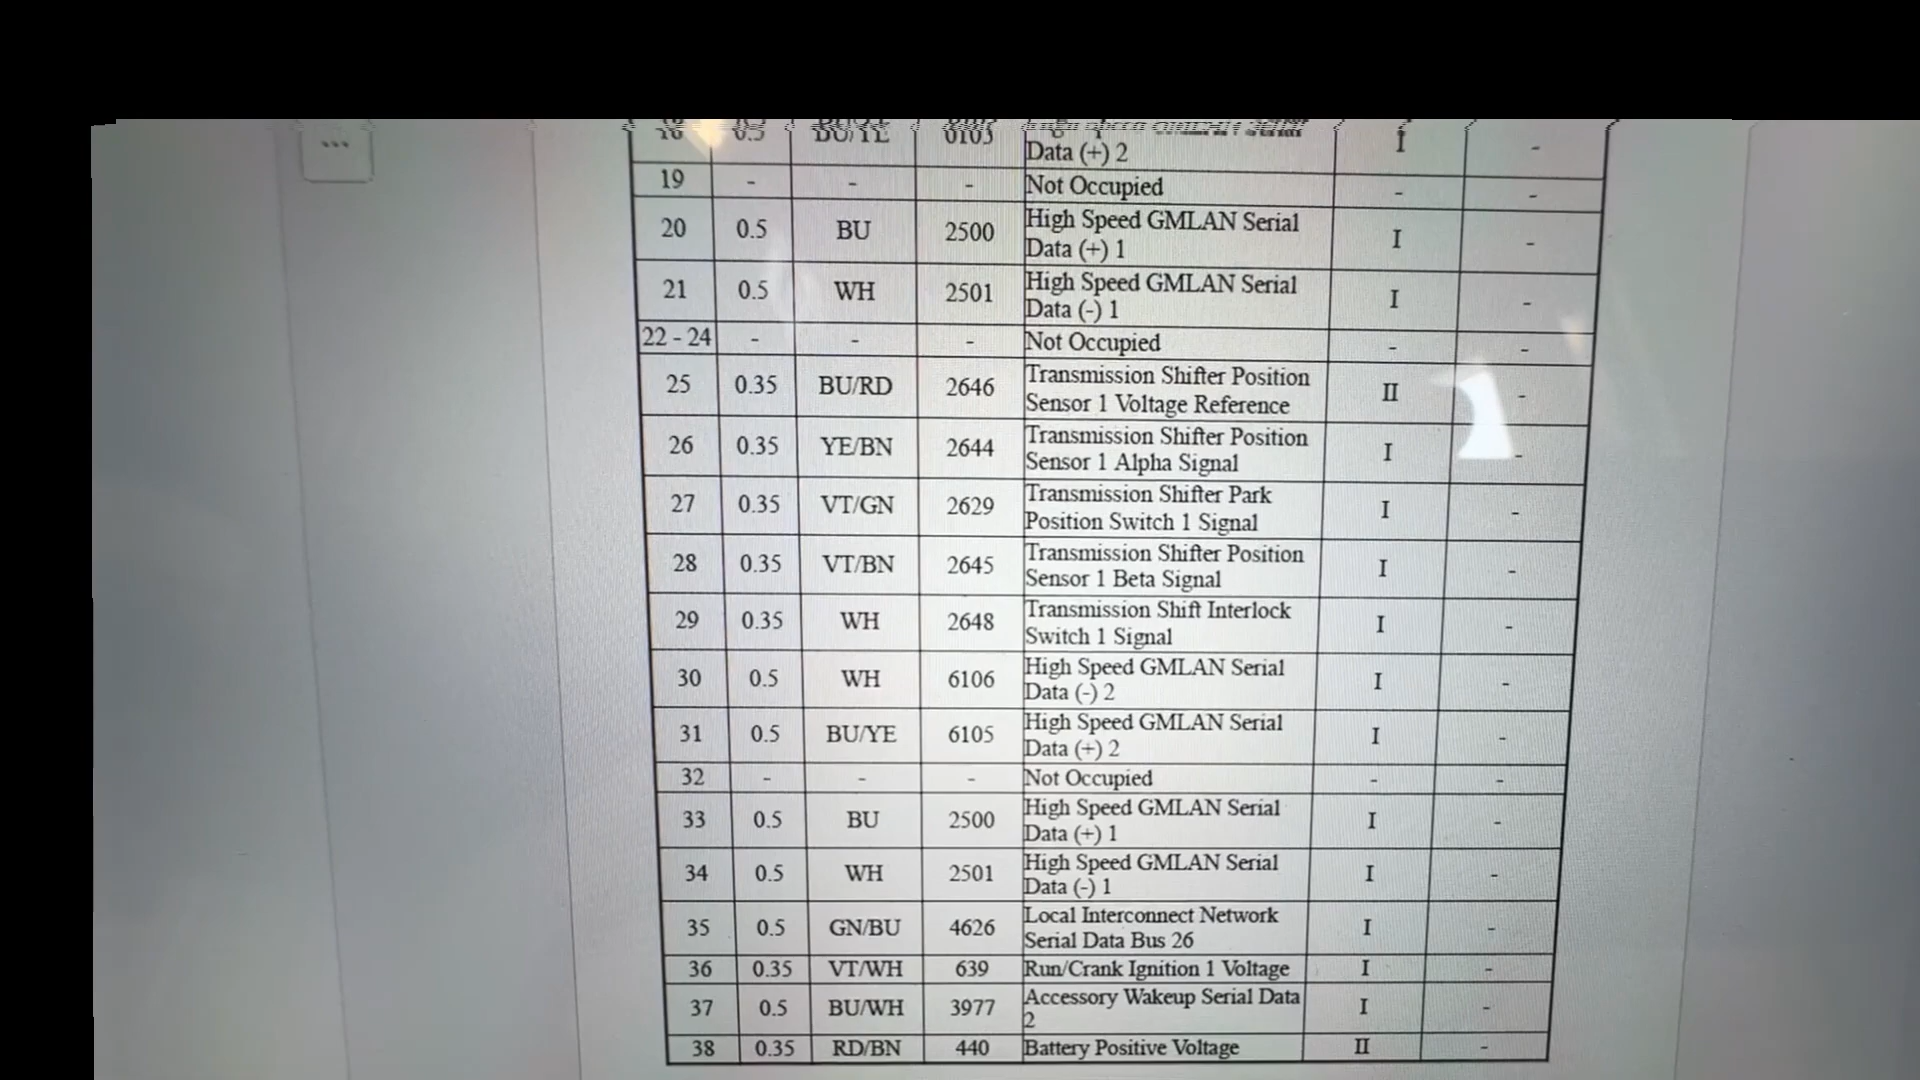 Data (+) 2 I -
19 - - - Not Occupied - -
20 0.5 BU 2500 High Speed GMLAN Serial I -
Data (+) 1
21 0.5 WH 2501 High Speed GMLAN Serial I -
Data (-) 1
22 - 24 - - - Not Occupied - -
25 0.35 BU/RD 2646 Transmission Shifter Position II -
Sensor 1 Voltage Reference
26 0.35 YE/BN 2644 Transmission Shifter Position I -
Sensor 1 Alpha Signal
27 0.35 VT/GN 2629 Transmission Shifter Park I -
Position Switch 1 Signal
28 0.35 VT/BN 2645 Transmission Shifter Position I -
Sensor 1 Beta Signal
29 0.35 WH 2648 Transmission Shift Interlock I -
Switch 1 Signal
30 0.5 WH 6106 High Speed GMLAN Serial I -
Data (-) 2
31 0.5 BU/YE 6105 High Speed GMLAN Serial I -
Data (+) 2
32 - - - Not Occupied - -
33 0.5 BU 2500 High Speed GMLAN Serial I -
Data (+) 1
34 0.5 WH 2501 High Speed GMLAN Serial I -
Data (-) 1
35 0.5 GN/BU 4626 Local Interconnect Network I -
Serial Data Bus 26
36 0.35 VT/WH 639 Run/Crank Ignition 1 Voltage I -
37 0.5 BU/WH 3977 Accessory Wakeup Serial Data I -
2
38 0.35 RD/BN 440 Battery Positive Voltage II -